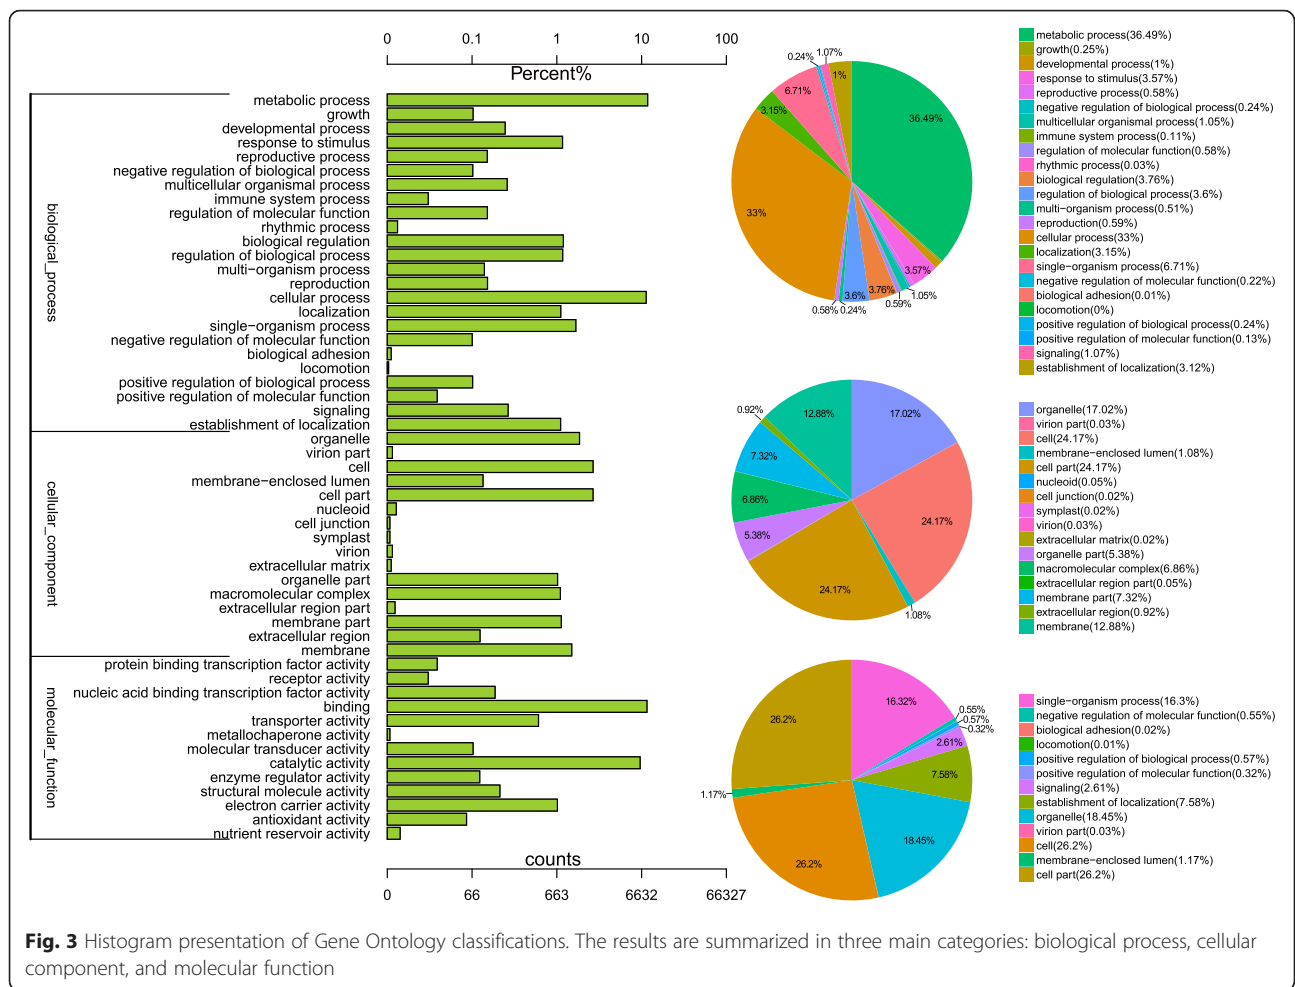 0 0.1 1 10 100
Percent%
biological_process
metabolic process
growth
developmental process
response to stimulus
reproductive process
negative regulation of biological process
multicellular organismal process
immune system process
regulation of molecular function
rhythmic process
biological regulation
regulation of biological process
multi−organism process
reproduction
cellular process
localization
single−organism process
negative regulation of molecular function
biological adhesion
locomotion
positive regulation of biological process
positive regulation of molecular function
signaling
establishment of localization
cellular_component
organelle
virion part
cell
membrane−enclosed lumen
cell part
nucleoid
cell junction
symplast
virion
extracellular matrix
organelle part
macromolecular complex
extracellular region part
membrane part
extracellular region
membrane
molecular_function
protein binding transcription factor activity
receptor activity
nucleic acid binding transcription factor activity
binding
transporter activity
metallochaperone activity
molecular transducer activity
catalytic activity
enzyme regulator activity
structural molecule activity
electron carrier activity
antioxidant activity
nutrient reservoir activity
counts
0 66 663 6632 66327
0.24%
1.07%
1%
6.71%
3.15%
36.49%
33%
3.57%
1.05%
0.59%
3.76%
3.6%
0.24%
0.58%
metabolic process(36.49%)
growth(0.25%)
developmental process(1%)
response to stimulus(3.57%)
reproductive process(0.58%)
negative regulation of biological process(0.24%)
multicellular organismal process(1.05%)
immune system process(0.11%)
regulation of molecular function(0.58%)
rhythmic process(0.03%)
biological regulation(3.76%)
regulation of biological process(3.6%)
multi−organism process(0.51%)
reproduction(0.59%)
cellular process(33%)
localization(3.15%)
single−organism process(6.71%)
negative regulation of molecular function(0.22%)
biological adhesion(0.01%)
locomotion(0%)
positive regulation of biological process(0.24%)
positive regulation of molecular function(0.13%)
signaling(1.07%)
establishment of localization(3.12%)
0.92%
12.88%
17.02%
7.32%
6.86%
24.17%
5.38%
24.17%
1.08%
organelle(17.02%)
virion part(0.03%)
cell(24.17%)
membrane−enclosed lumen(1.08%)
cell part(24.17%)
nucleoid(0.05%)
cell junction(0.02%)
symplast(0.02%)
virion(0.03%)
extracellular matrix(0.02%)
organelle part(5.38%)
macromolecular complex(6.86%)
extracellular region part(0.05%)
membrane part(7.32%)
extracellular region(0.92%)
membrane(12.88%)
16.32%
0.55%
0.57%
0.32%
2.61%
26.2%
7.58%
1.17%
18.45%
26.2%
single−organism process(16.3%)
negative regulation of molecular function(0.55%)
biological adhesion(0.02%)
locomotion(0.01%)
positive regulation of biological process(0.57%)
positive regulation of molecular function(0.32%)
signaling(2.61%)
establishment of localization(7.58%)
organelle(18.45%)
virion part(0.03%)
cell(26.2%)
membrane−enclosed lumen(1.17%)
cell part(26.2%)
Fig. 3 Histogram presentation of Gene Ontology classifications. The results are summarized in three main categories: biological process, cellular
component, and molecular function